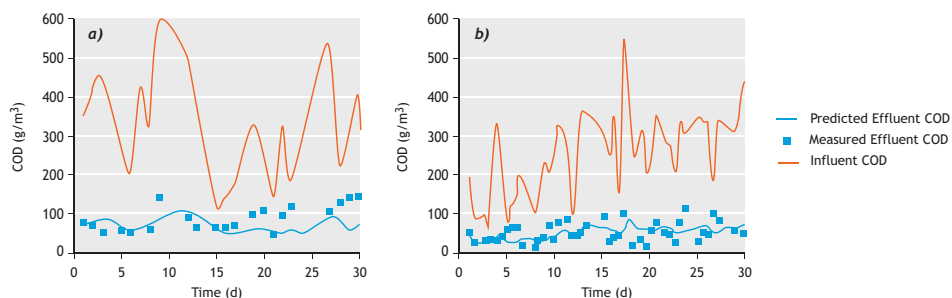 a)
COD (g/m³)
600
500
400
300
200
100
0
0 5 10 15 20 25 30
Time (d)
b)
COD (g/m³)
600
500
400
300
200
100
0
0 5 10 15 20 25 30
Time (d)
Predicted Effluent COD
Measured Effluent COD
Influent COD